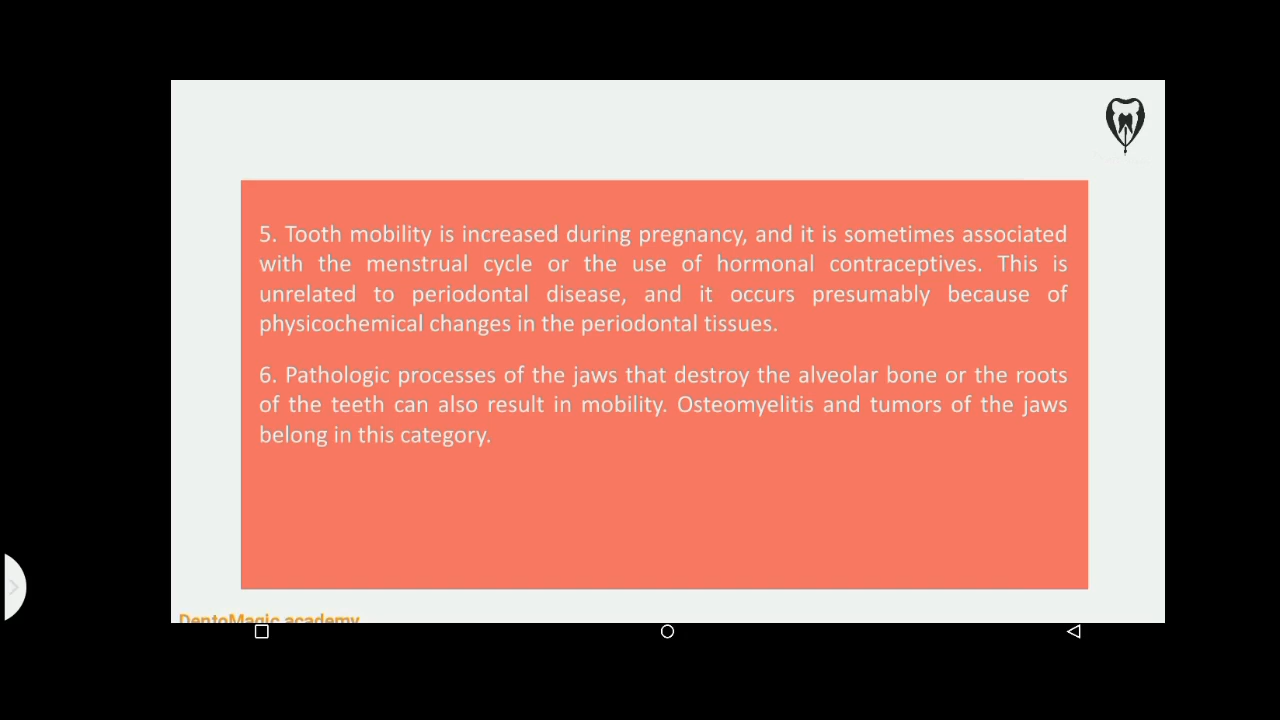 5. Tooth mobility is increased during pregnancy, and it is sometimes associated
with the menstrual cycle or the use of hormonal contraceptives. This is
unrelated to periodontal disease, and it occurs presumably because of
physicochemical changes in the periodontal tissues.
6. Pathologic processes of the jaws that destroy the alveolar bone or the roots
of the teeth can also result in mobility. Osteomyelitis and tumors of the jaws
belong in this category.
DentoMagic academy